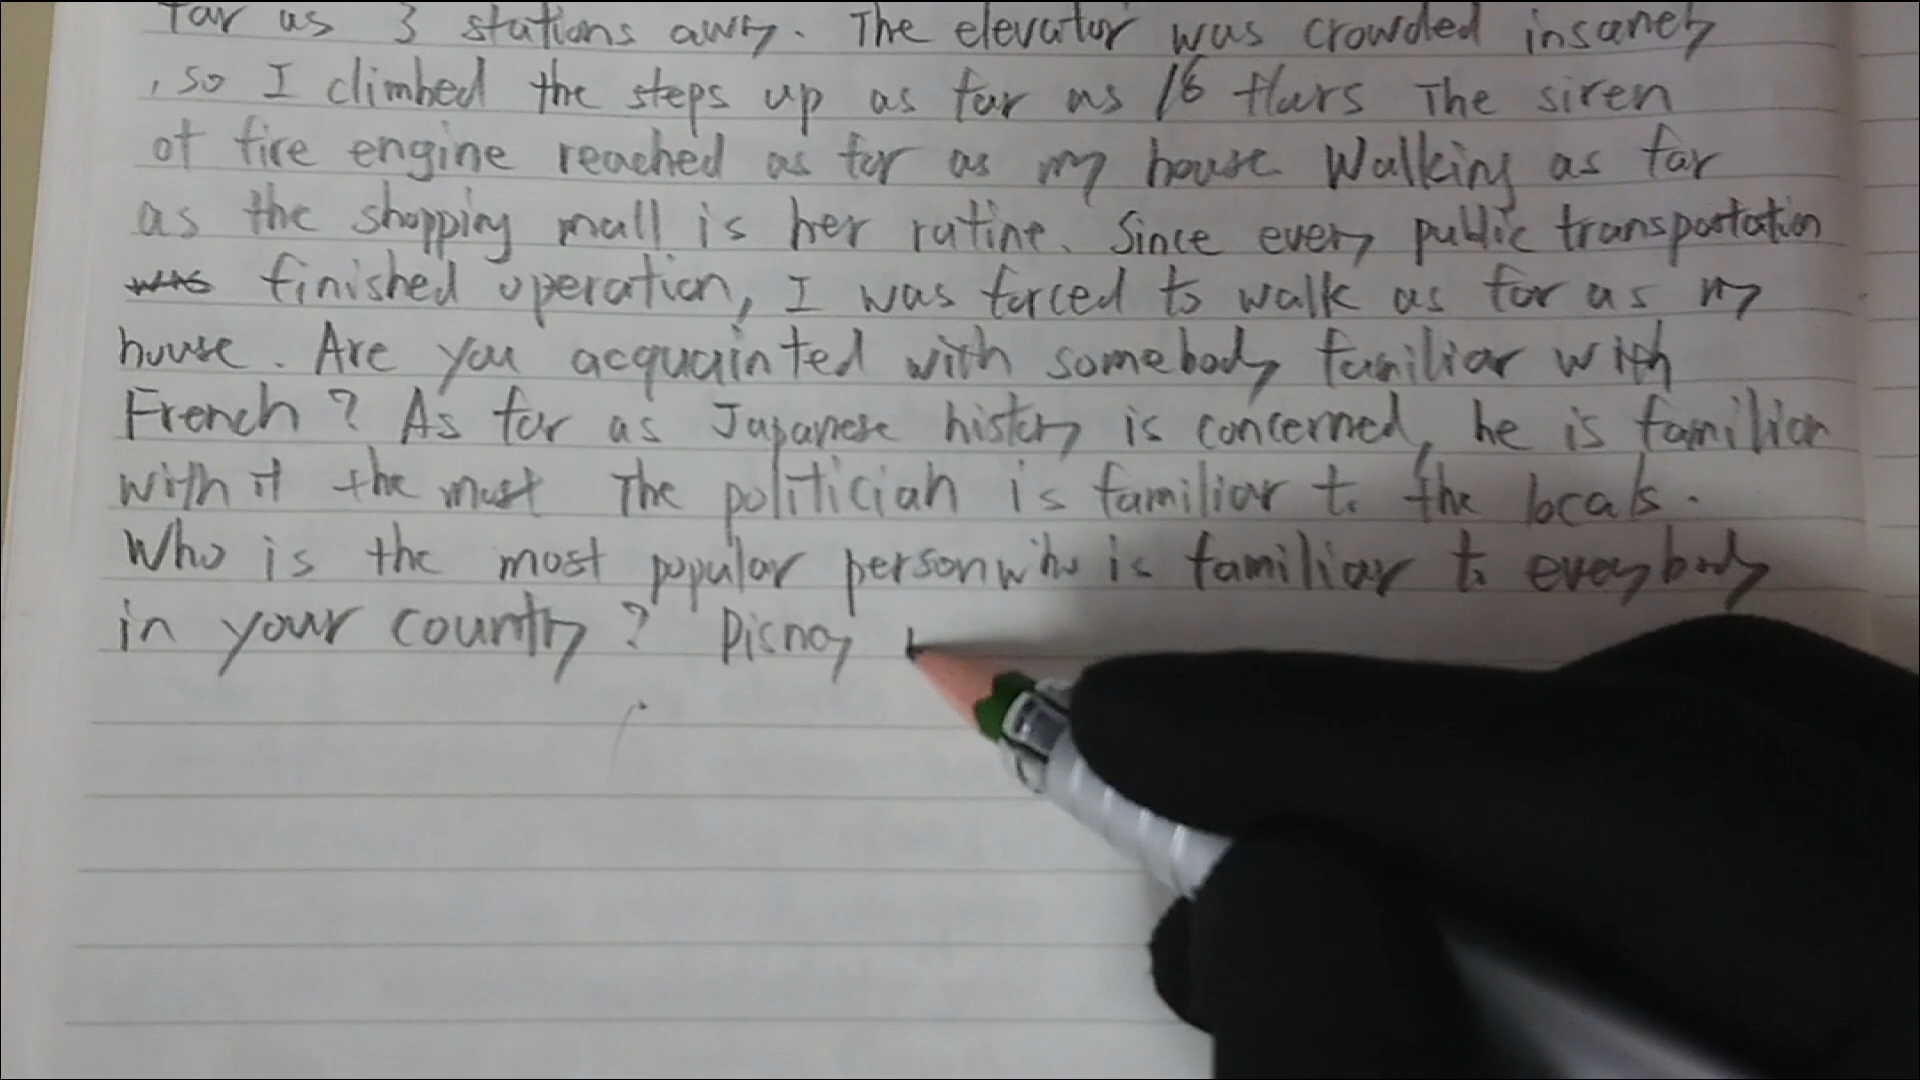 far as 3 stations away. The elevator was crowded insanely
, so I climbed the steps up as far as 16 flars The siren
of fire engine reached as far as my house Walking as far
as the shopping mall is her rutine. Since every public transportation
was finished operation, I was forced to walk as far as my
house. Are you acquainted with somebody familiar with
French? As far as Japanese history is concerned, he is familiar
with it the most The politician is familiar to the locals.
Who is the most popular person who is familiar to everybody
in your country? Disney